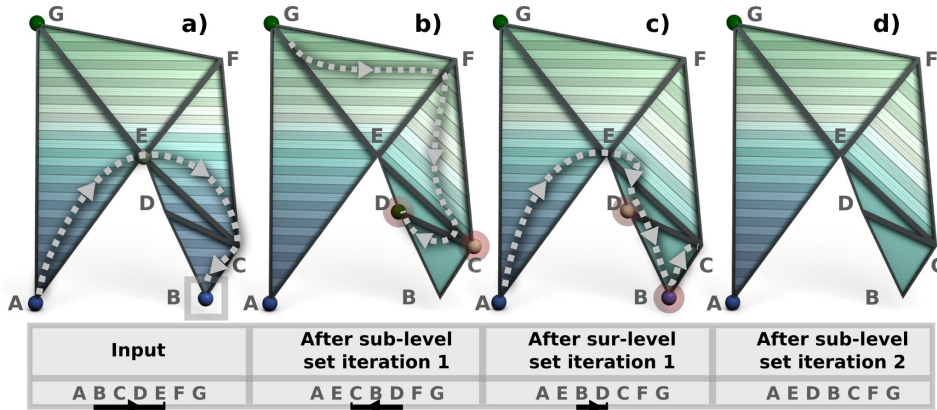 a)
G
F
E
D
C
B
A
b)
G
F
E
D
C
B
A
c)
G
F
E
D
C
B
A
d)
G
F
E
D
C
B
A
Input
After sub-level
set iteration 1
After sur-level
set iteration 1
After sub-level
set iteration 2
A B C D E F G
A E C B D F G
A E B D C F G
A E D B C F G